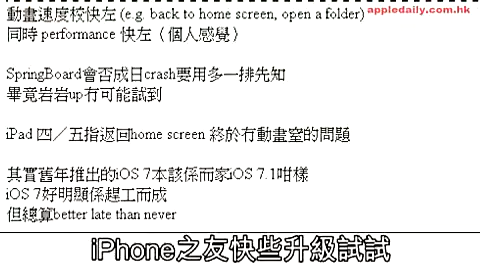 動畫速度校快左 (e.g. back to home screen, open a folder)
appledaily.com.hk
同時 performance 快左（個人感覺）
SpringBoard會否成日crash要用多一排先知
畢竟岩岩up冇可能試到
iPad 四／五指返回home screen 終於冇動畫窒的問題
其實舊年推出的iOS 7本該係而家iOS 7.1咁樣
iOS 7好明顯係趕工而成
但總算better late than never
iPhone之友快些升級試試